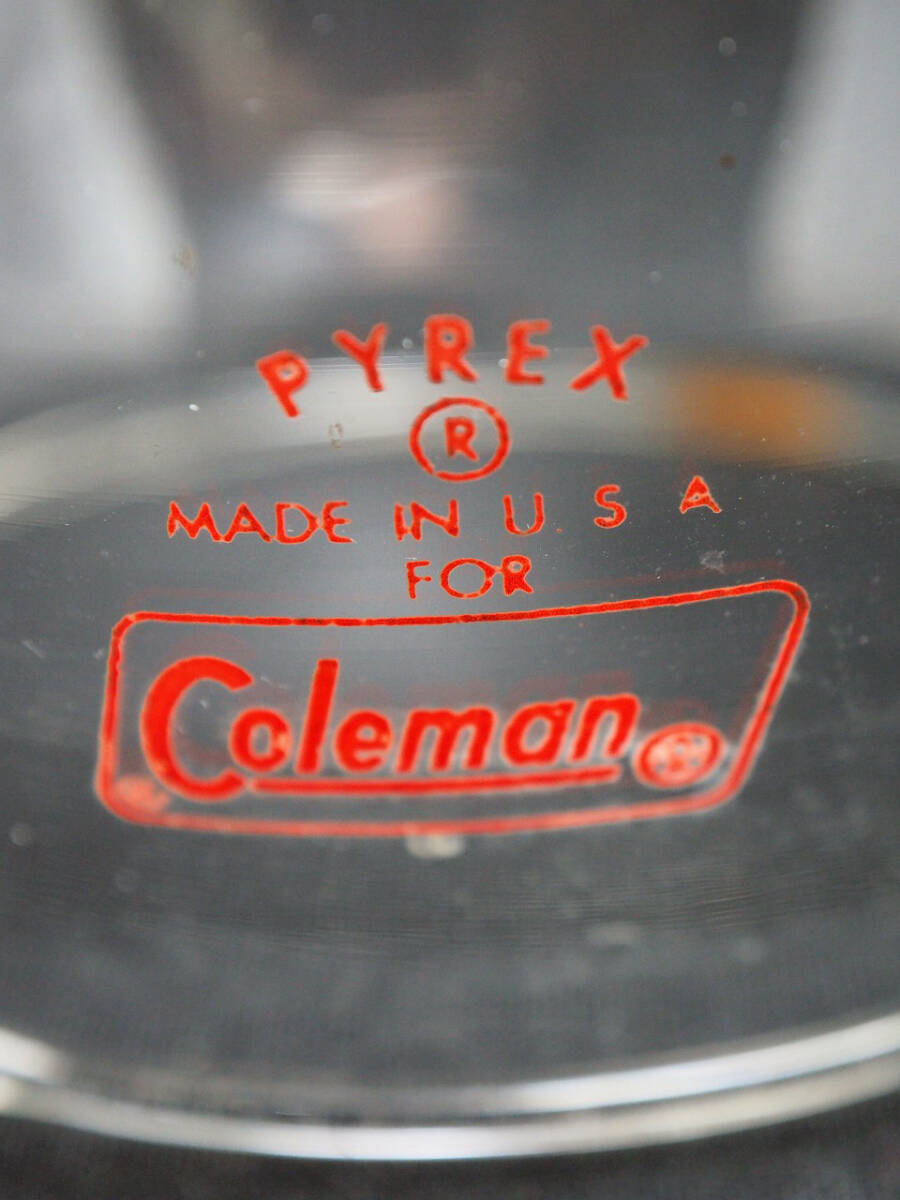 PYREX
®
MADE IN U S A
FOR
Coleman ®